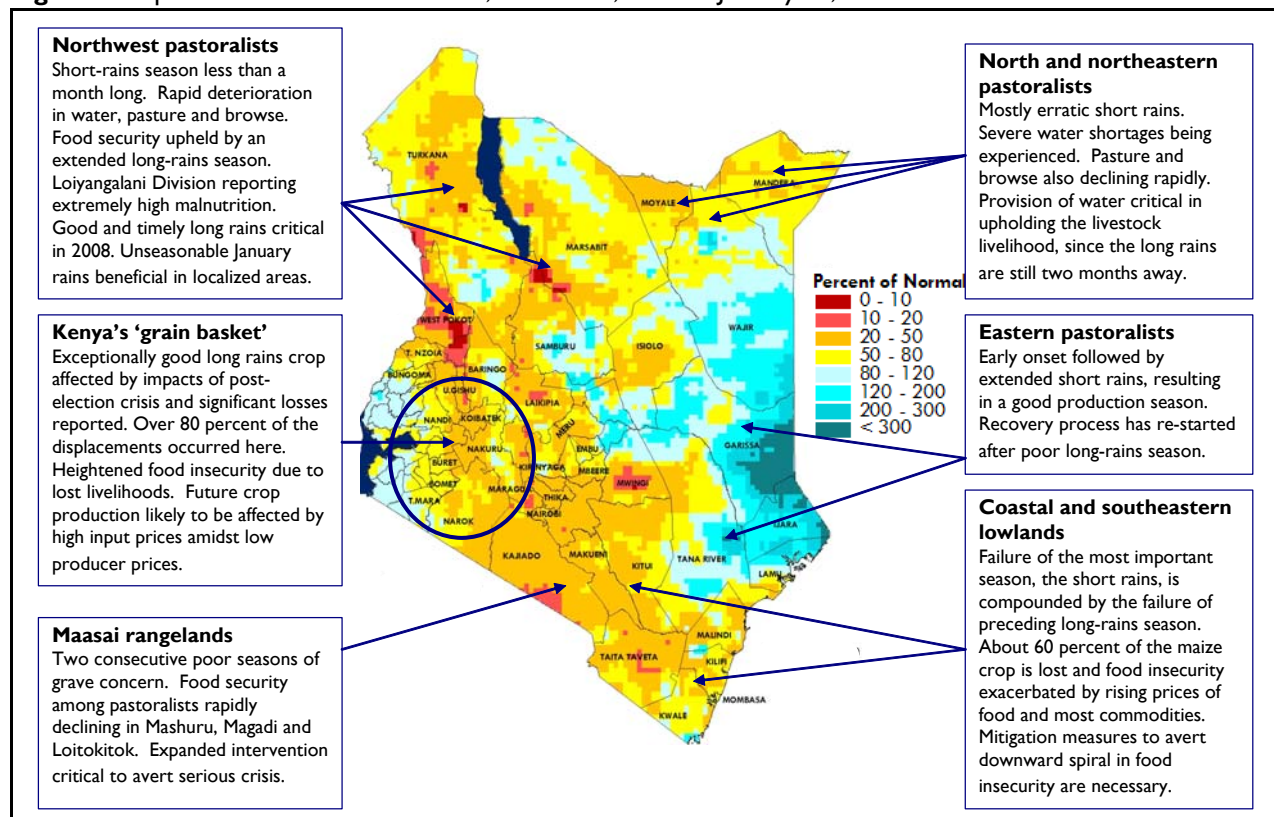 Northwest pastoralists
Short-rains season less than a
month long. Rapid deterioration
in water, pasture and browse.
Food security upheld by an
extended long-rains season.
Loiyangalani Division reporting
extremely high malnutrition.
Good and timely long rains critical
in 2008. Unseasonable January
rains beneficial in localized areas.
Kenya's 'grain basket'
Exceptionally good long rains crop
affected by impacts of post-
election crisis and significant losses
reported. Over 80 percent of the
displacements occurred here.
Heightened food insecurity due to
lost livelihoods. Future crop
production likely to be affected by
high input prices amidst low
producer prices.
Maasai rangelands
Two consecutive poor seasons of
grave concern. Food security
among pastoralists rapidly
declining in Mashuru, Magadi and
Loitokitok. Expanded intervention
critical to avert serious crisis.
TURKANA
MOYALE
MANDERA
MARSABIT
WEST POKOT
T. NZOIA
BUNGOMA
BARINGO
SAMBURU
ISIOLO
WAJIR
U.GISHU
LAIKIPIA
NANDI
KOIBATEK
MERU
NAKURU
EMBU
GARISSA
BURET
KIRINYAGA
MBEERE
BOMET
MARAGUA
MWINGI
T.MARA
THIKA
NAROK
NAIROBI
IJARA
KAJIADO
MAKUENI
KITUI
TANA RIVER
LAMU
MALINDI
TAITA TAVETA
KILIFI
MOMBASA
KWALE
Percent of Normal
0 - 10
10 - 20
20 - 50
50 - 80
80 - 120
120 - 200
200 - 300
< 300
North and northeastern
pastoralists
Mostly erratic short rains.
Severe water shortages being
experienced. Pasture and
browse also declining rapidly.
Provision of water critical in
upholding the livestock
livelihood, since the long rains
are still two months away.
Eastern pastoralists
Early onset followed by
extended short rains, resulting
in a good production season.
Recovery process has re-started
after poor long-rains season.
Coastal and southeastern
lowlands
Failure of the most important
season, the short rains, is
compounded by the failure of
preceding long-rains season.
About 60 percent of the maize
crop is lost and food insecurity
exacerbated by rising prices of
food and most commodities.
Mitigation measures to avert
downward spiral in food
insecurity are necessary.